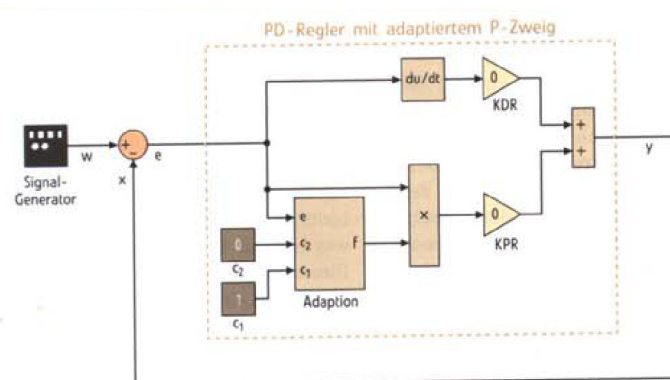 PD-Regler mit adaptiertem P-Zweig
du/dt
0
KDR
+
+
y
+
−
w
e
x
Signal-
Generator
e
c₂
f
c₁
Adaption
0
c₂
1
c₁
×
0
KPR